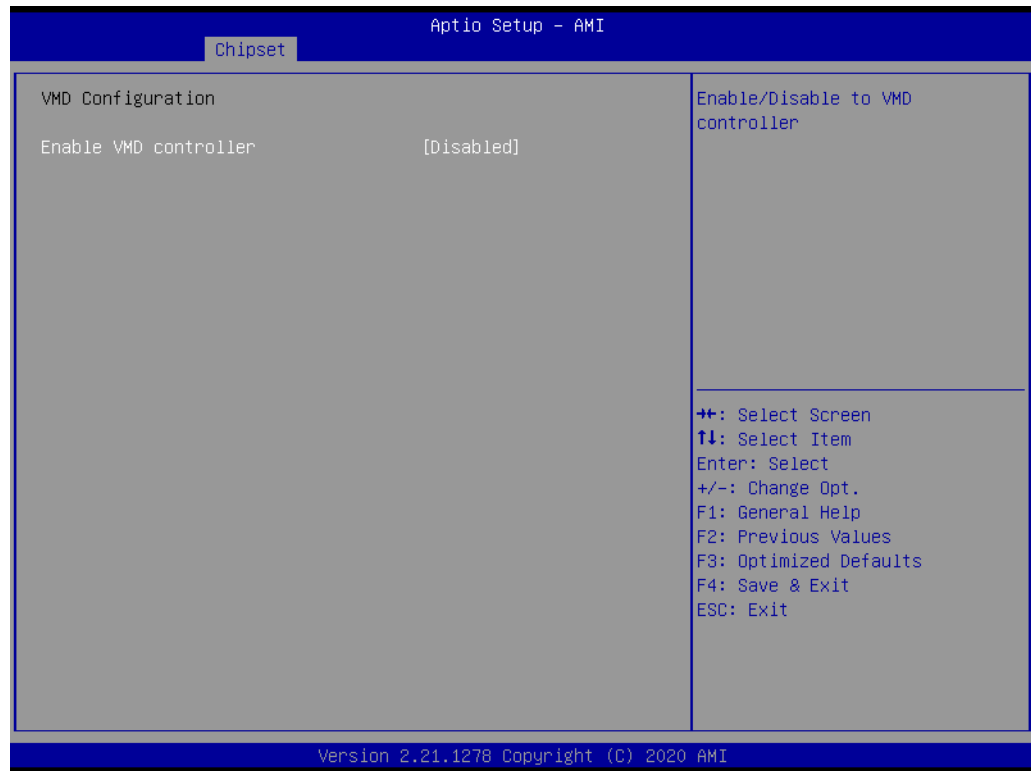 Aptio Setup – AMI
Chipset
VMD Configuration
Enable VMD controller [Disabled]
Enable/Disable to VMD
controller
→←: Select Screen
↑↓: Select Item
Enter: Select
+/-: Change Opt.
F1: General Help
F2: Previous Values
F3: Optimized Defaults
F4: Save & Exit
ESC: Exit
Version 2.21.1278 Copyright (C) 2020 AMI